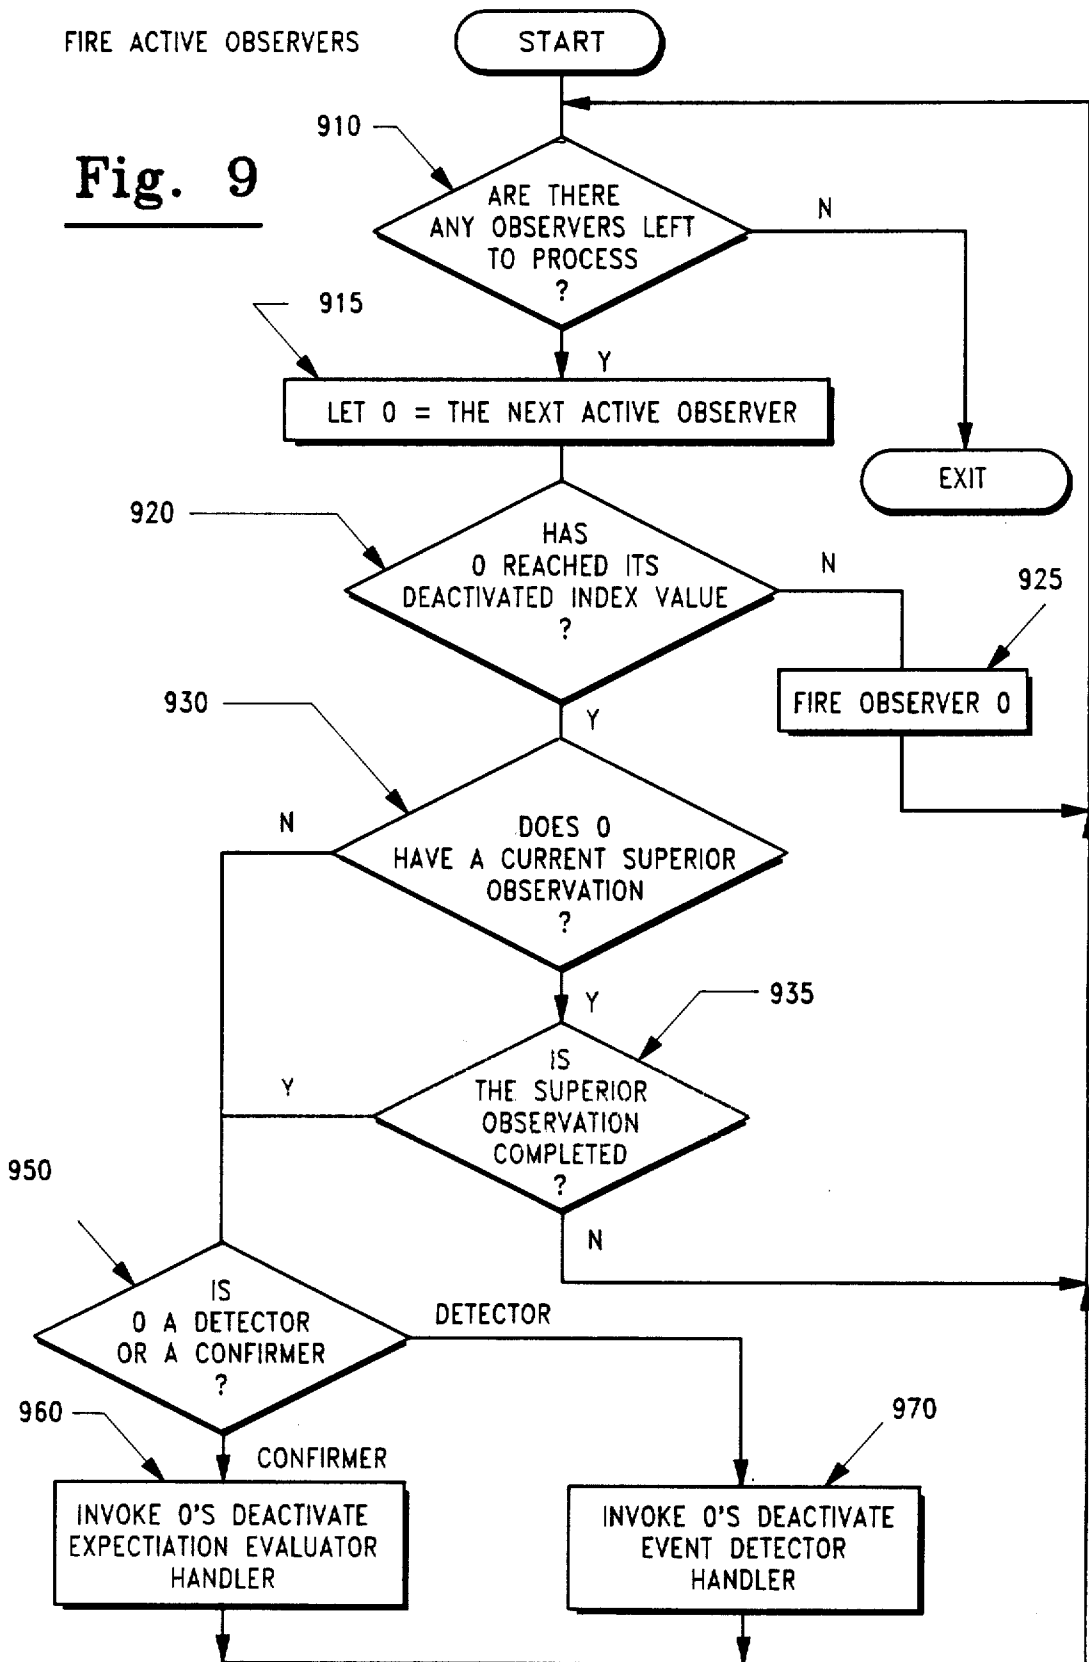 FIRE ACTIVE OBSERVERS
START
Fig. 9
910
ARE THERE
ANY OBSERVERS LEFT
TO PROCESS
?
N
915
Y
LET O = THE NEXT ACTIVE OBSERVER
EXIT
920
HAS
O REACHED ITS
DEACTIVATED INDEX VALUE
?
N
925
FIRE OBSERVER O
930
Y
N
DOES O
HAVE A CURRENT SUPERIOR
OBSERVATION
?
Y
935
IS
THE SUPERIOR
OBSERVATION
COMPLETED
?
Y
N
950
IS
O A DETECTOR
OR A CONFIRMER
?
DETECTOR
960
CONFIRMER
970
INVOKE O'S DEACTIVATE
EXPECTIATION EVALUATOR
HANDLER
INVOKE O'S DEACTIVATE
EVENT DETECTOR
HANDLER